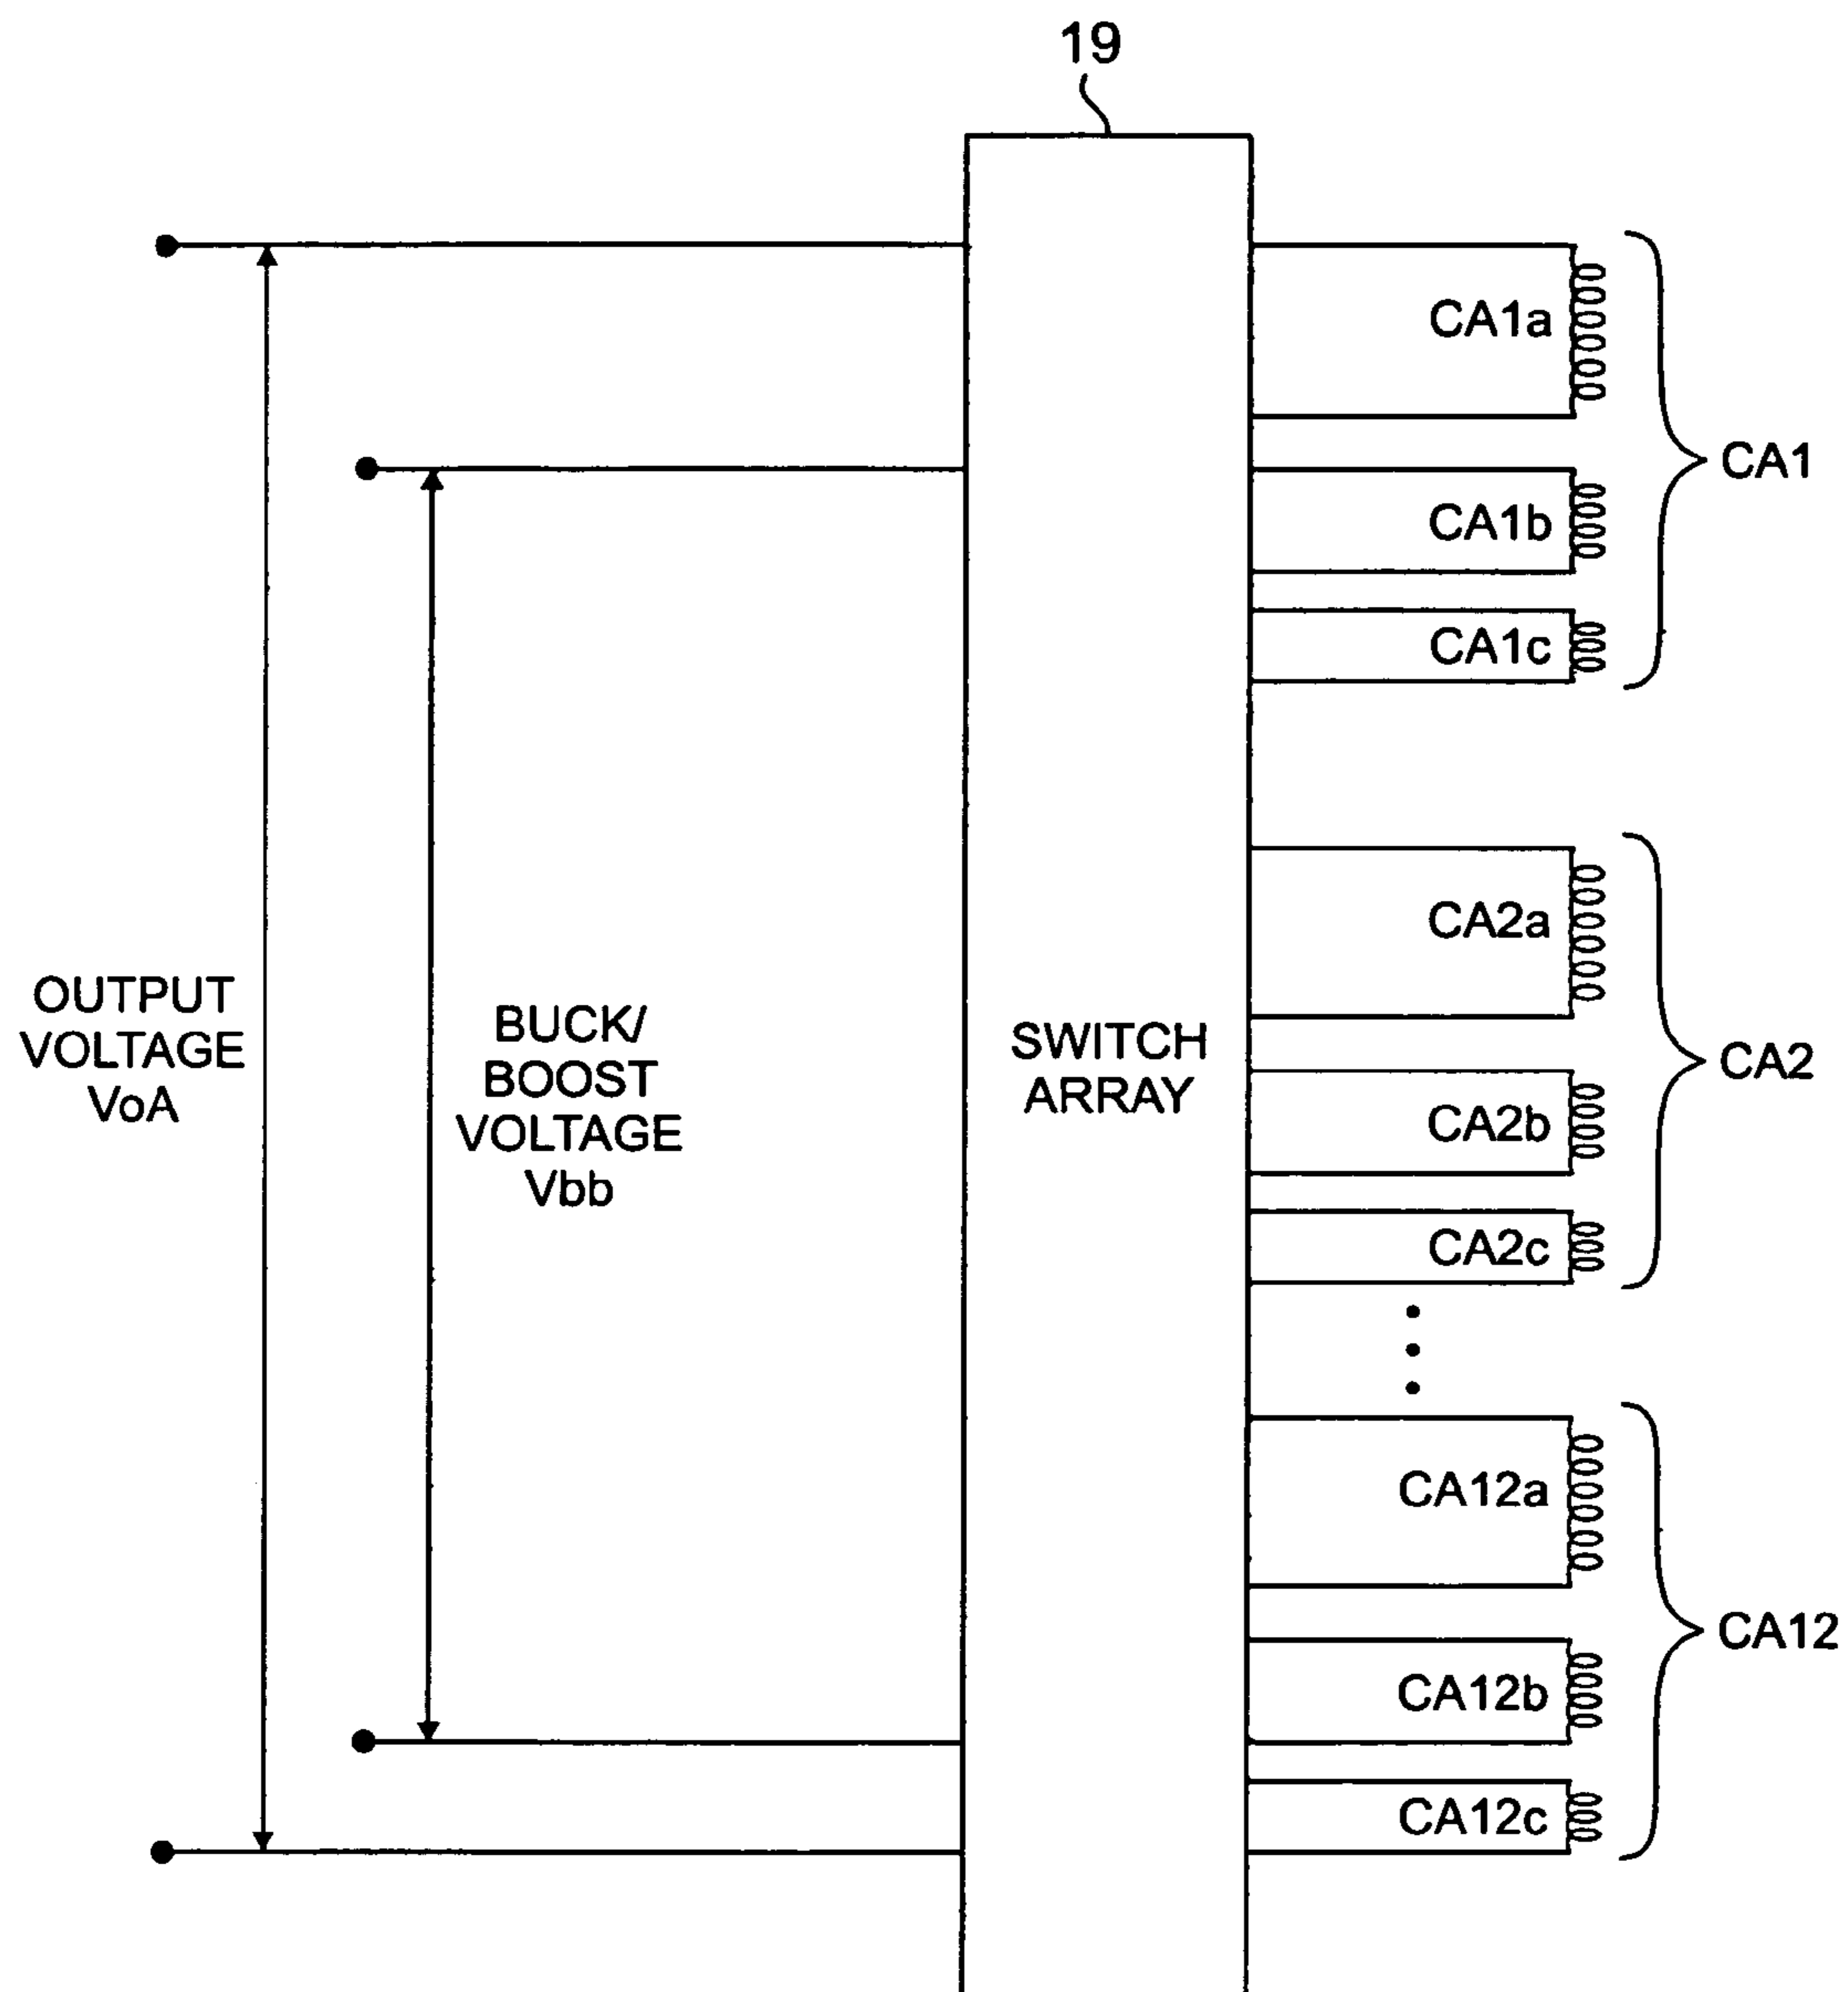 19
CA1a
CA1b
CA1c
CA1
CA2a
CA2b
CA2c
CA2
OUTPUT
VOLTAGE
VoA
BUCK/
BOOST
VOLTAGE
Vbb
SWITCH
ARRAY
CA12a
CA12b
CA12c
CA12